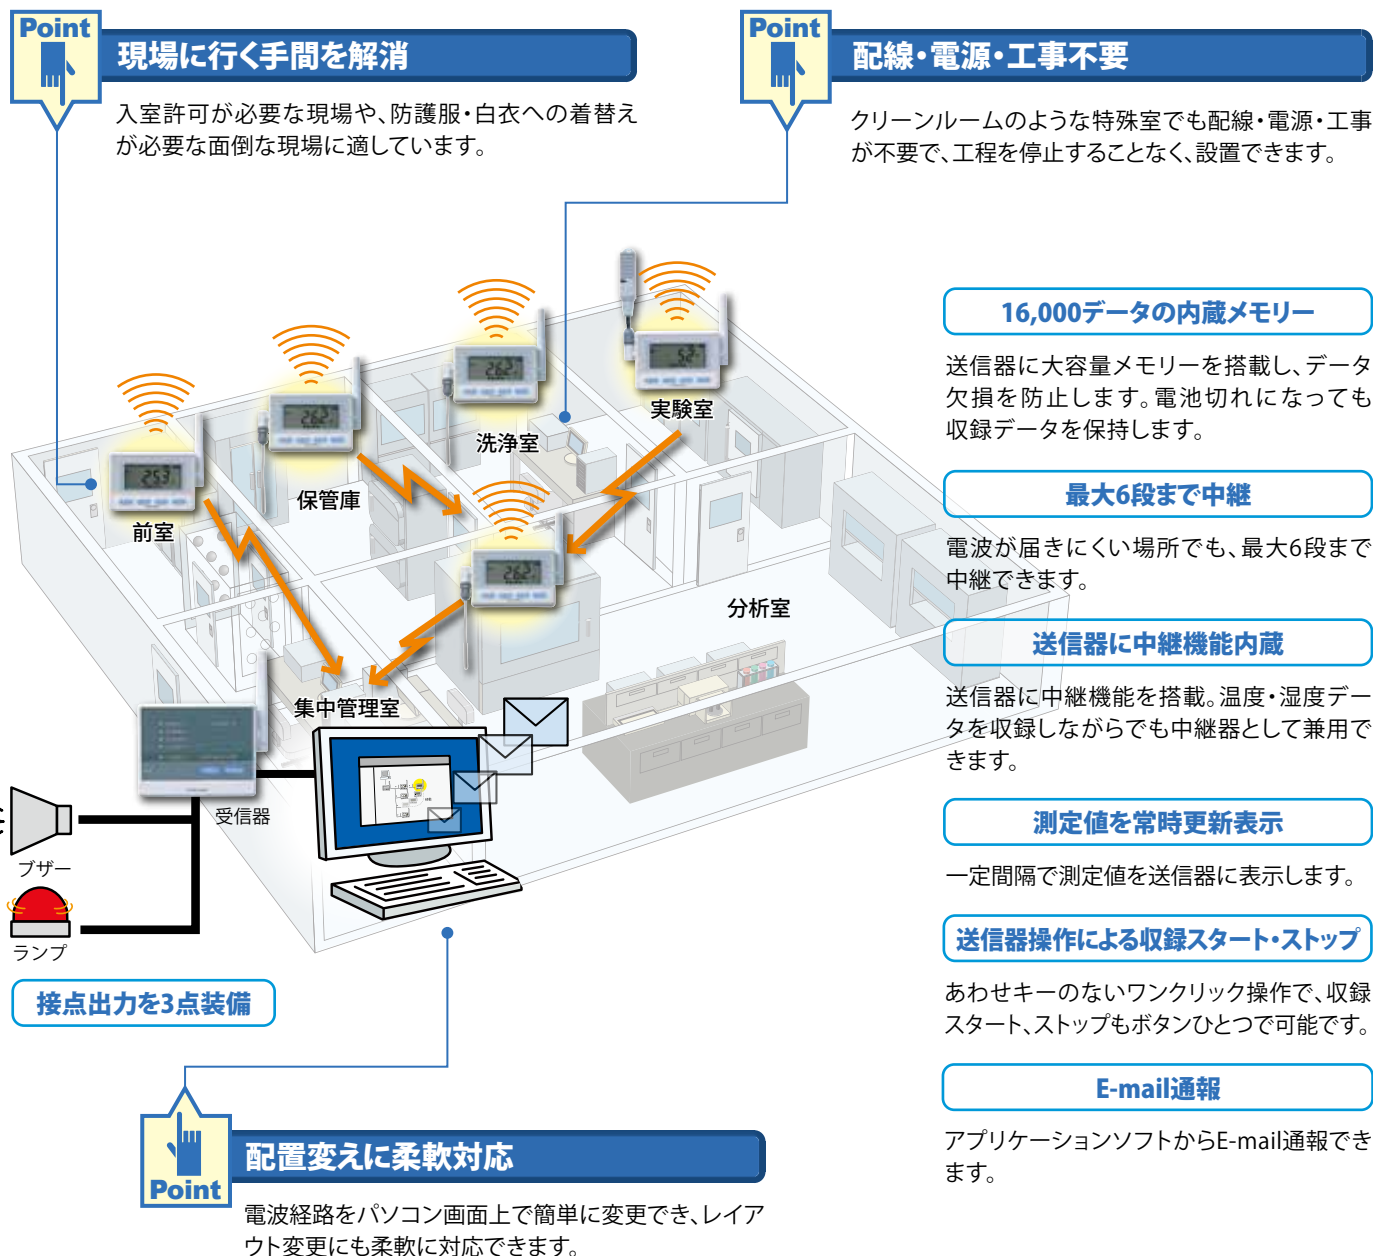 Point
現場に行く手間を解消
入室許可が必要な現場や、防護服・白衣への着替え
が必要な面倒な現場に適しています。
Point
配線・電源・工事不要
クリーンルームのような特殊室でも配線・電源・工事
が不要で、工程を停止することなく、設置できます。
前室
保管庫
洗浄室
実験室
分析室
集中管理室
受信器
ブザー
ランプ
接点出力を3点装備
16,000データの内蔵メモリー
送信器に大容量メモリーを搭載し、データ
欠損を防止します。電池切れになっても
収録データを保持します。
最大6段まで中継
電波が届きにくい場所でも、最大6段まで
中継できます。
送信器に中継機能内蔵
送信器に中継機能を搭載。温度・湿度デー
タを収録しながらでも中継器として兼用で
きます。
測定値を常時更新表示
一定間隔で測定値を送信器に表示します。
送信器操作による収録スタート・ストップ
あわせキーのないワンクリック操作で、収録
スタート、ストップもボタンひとつで可能です。
E-mail通報
アプリケーションソフトからE-mail通報でき
ます。
Point
配置変えに柔軟対応
電波経路をパソコン画面上で簡単に変更でき、レイア
ウト変更にも柔軟に対応できます。